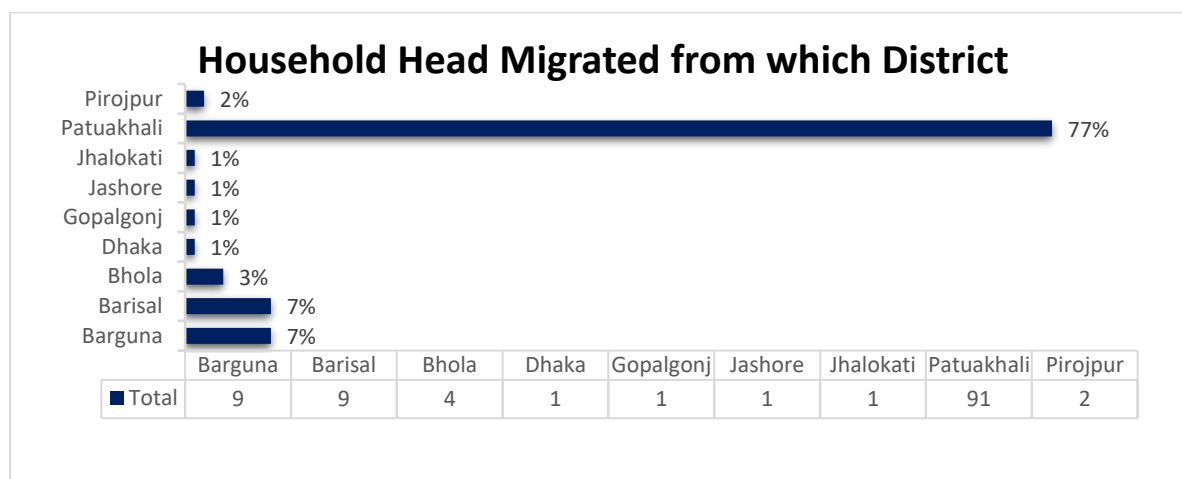 Household Head Migrated from which District
Pirojpur 2%
Patuakhali 77%
Jhalokati 1%
Jashore 1%
Gopalgonj 1%
Dhaka 1%
Bhola 3%
Barisal 7%
Barguna 7%
Barguna Barisal Bhola Dhaka Gopalgonj Jashore Jhalokati Patuakhali Pirojpur
Total 9 9 4 1 1 1 1 91 2